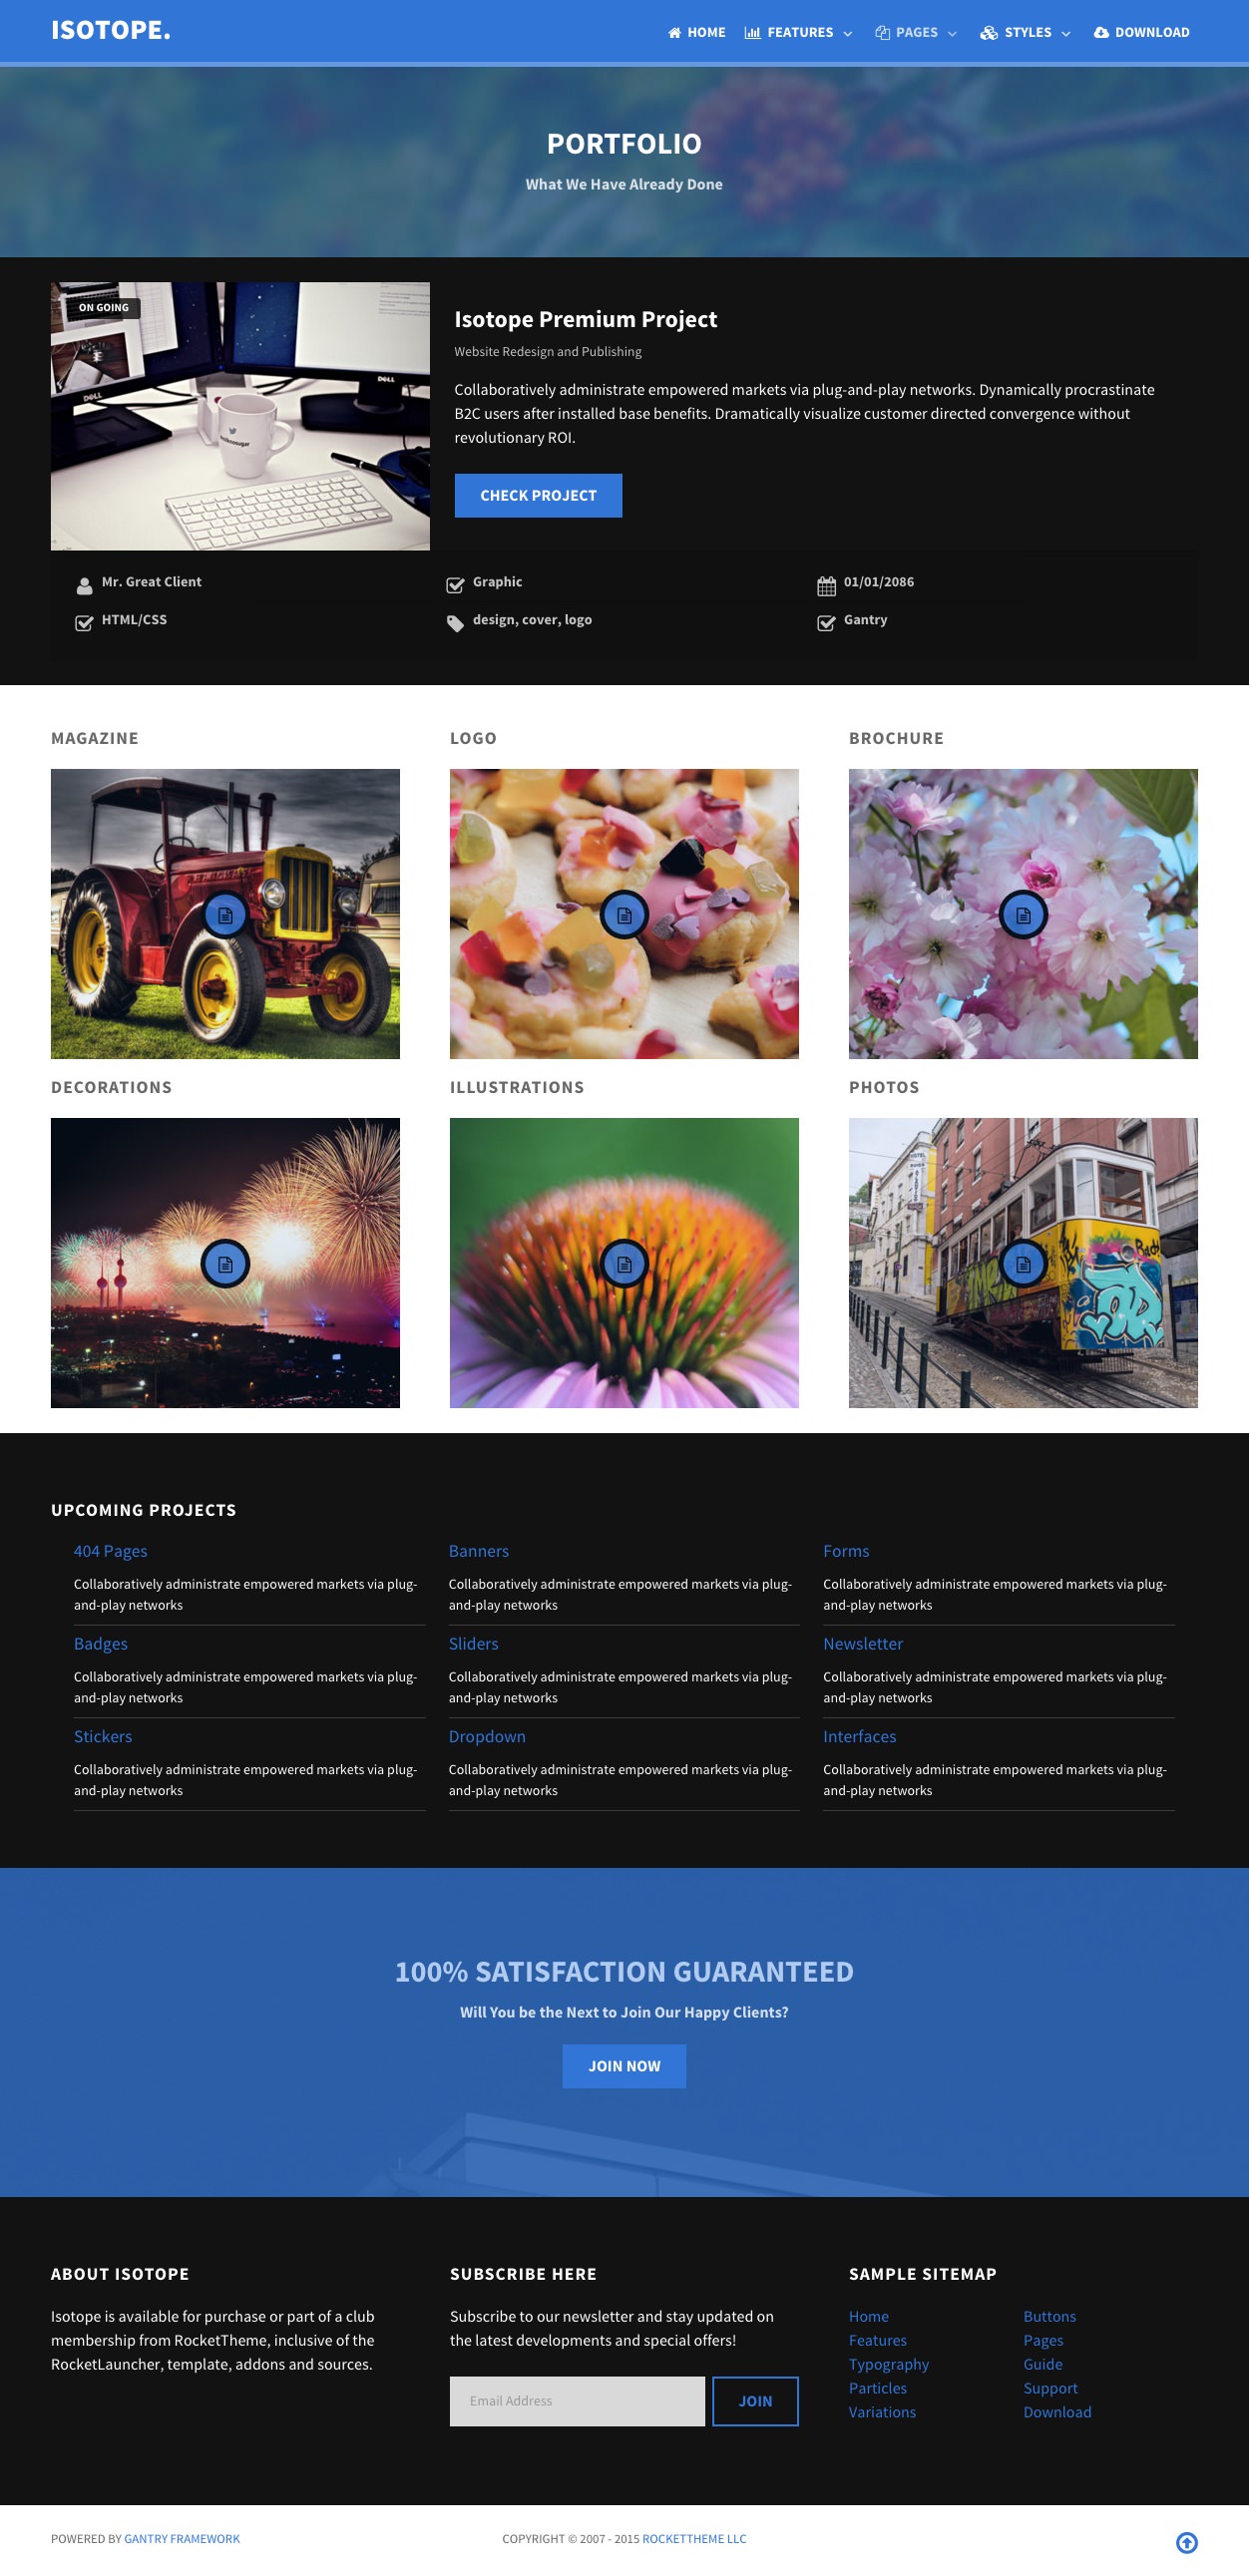 ISOTOPE.
HOME FEATURES PAGES STYLES DOWNLOAD
PORTFOLIO
What We Have Already Done
ON GOING
DELL
DELL
Isotope Premium Project
Website Redesign and Publishing
Collaboratively administrate empowered markets via plug-and-play networks. Dynamically procrastinate
B2C users after installed base benefits. Dramatically visualize customer directed convergence without
revolutionary ROI.
CHECK PROJECT
Mr. Great Client
Graphic
01/01/2086
HTML/CSS
design, cover, logo
Gantry
MAGAZINE
LOGO
BROCHURE
DECORATIONS
ILLUSTRATIONS
PHOTOS
HOTEL
UPCOMING PROJECTS
404 Pages
Collaboratively administrate empowered markets via plug-
and-play networks
Banners
Collaboratively administrate empowered markets via plug-
and-play networks
Forms
Collaboratively administrate empowered markets via plug-
and-play networks
Badges
Collaboratively administrate empowered markets via plug-
and-play networks
Sliders
Collaboratively administrate empowered markets via plug-
and-play networks
Newsletter
Collaboratively administrate empowered markets via plug-
and-play networks
Stickers
Collaboratively administrate empowered markets via plug-
and-play networks
Dropdown
Collaboratively administrate empowered markets via plug-
and-play networks
Interfaces
Collaboratively administrate empowered markets via plug-
and-play networks
100% SATISFACTION GUARANTEED
Will You be the Next to Join Our Happy Clients?
JOIN NOW
ABOUT ISOTOPE
Isotope is available for purchase or part of a club
membership from RocketTheme, inclusive of the
RocketLauncher, template, addons and sources.
SUBSCRIBE HERE
Subscribe to our newsletter and stay updated on
the latest developments and special offers!
Email Address
JOIN
SAMPLE SITEMAP
Home
Features
Typography
Particles
Variations
Buttons
Pages
Guide
Support
Download
POWERED BY GANTRY FRAMEWORK
COPYRIGHT © 2007 - 2015 ROCKETTHEME LLC